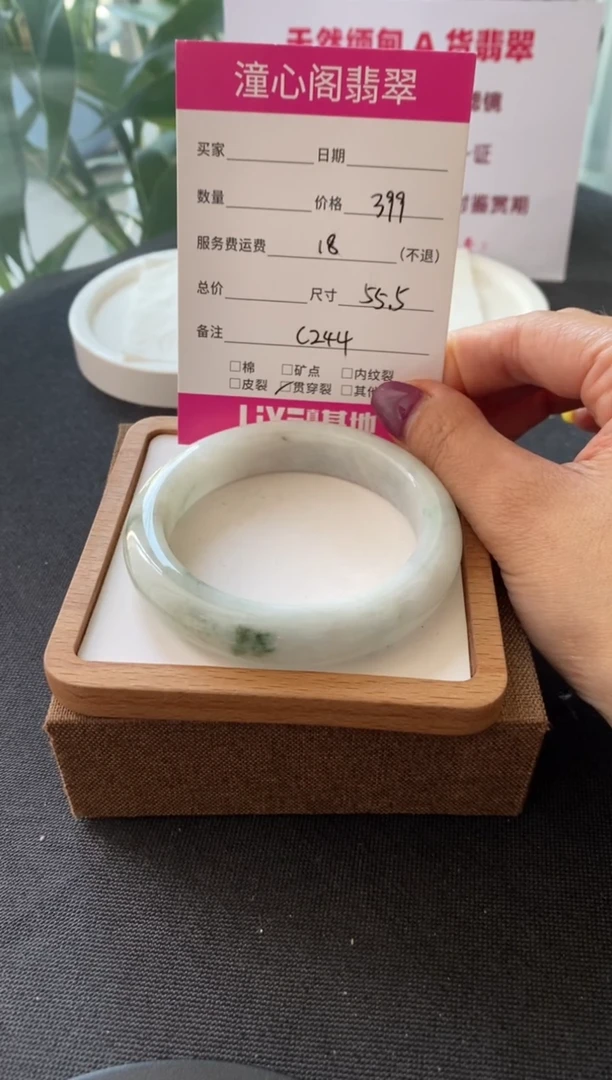 天然缅甸 A 货翡翠
证
潼心阁翡翠
买家 日期
数量 价格 399
服务费运费 18 (不退)
总价 尺寸 55.5
备注 C244
□棉 □矿点 □内纹裂
□皮裂 ☑贯穿裂 □其他
基地